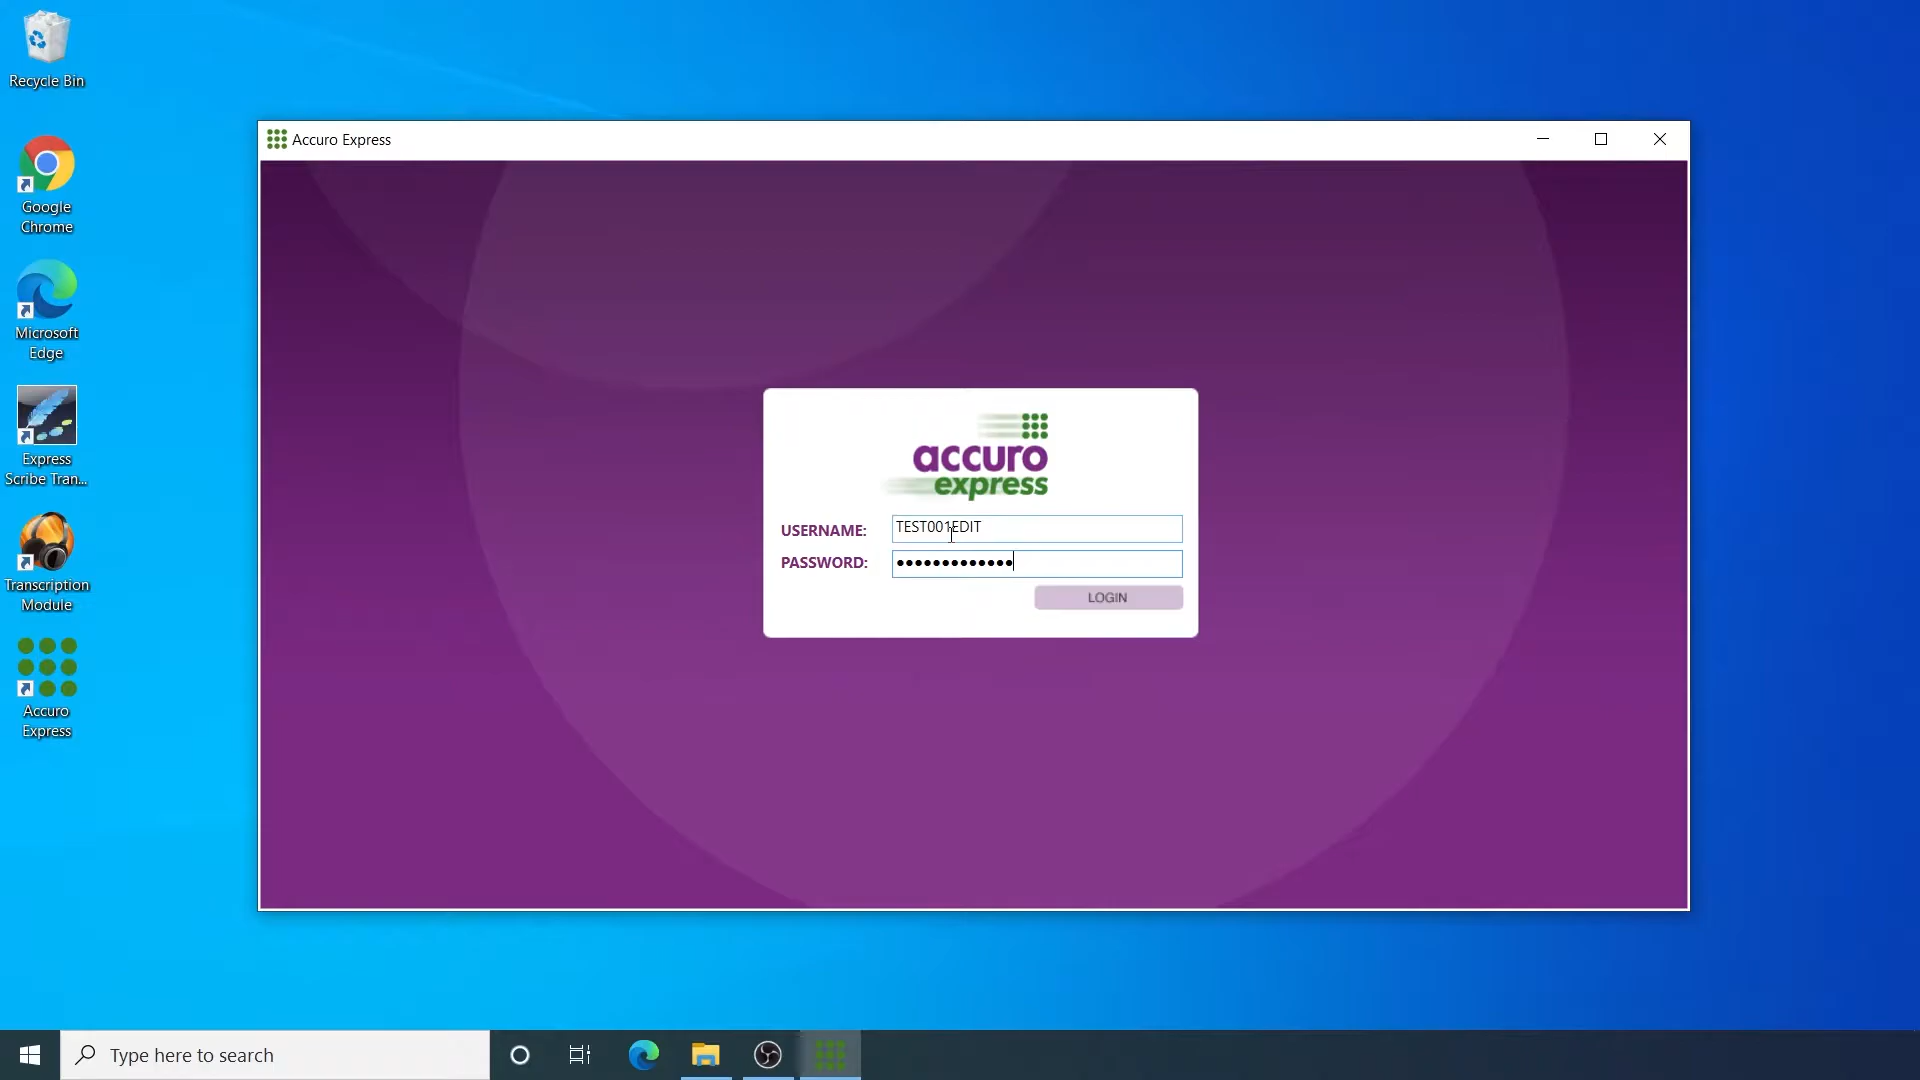 Recycle Bin
Google
Chrome
Microsoft
Edge
Express
Scribe Tran...
Transcription
Module
Accuro
Express
Accuro Express
accuro
express
USERNAME: TEST001EDIT
PASSWORD: •••••••••••••
LOGIN
Type here to search